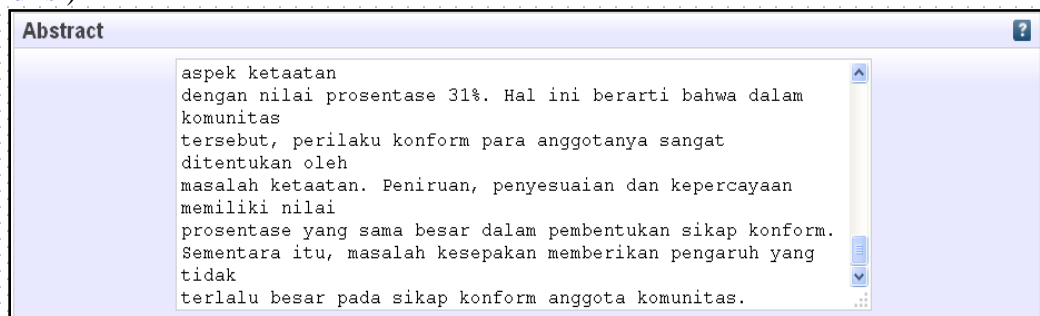 Abstract
?
aspek ketaatan
dengan nilai prosentase 31%. Hal ini berarti bahwa dalam
komunitas
tersebut, perilaku konform para anggotanya sangat
ditentukan oleh
masalah ketaatan. Peniruan, penyesuaian dan kepercayaan
memiliki nilai
prosentase yang sama besar dalam pembentukan sikap konform.
Sementara itu, masalah kesepakan memberikan pengaruh yang
tidak
terlalu besar pada sikap konform anggota komunitas.